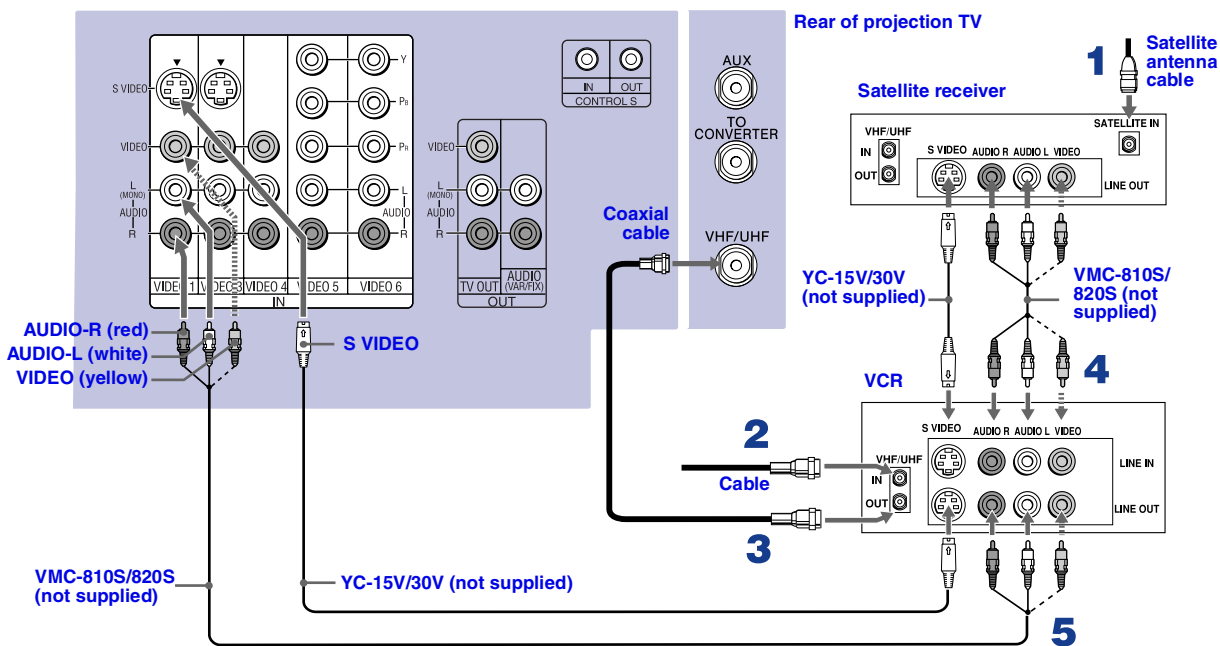 Rear of projection TV
S VIDEO
VIDEO
L
(MONO)
AUDIO
R
Y
PB
PR
L
AUDIO
R
VIDEO 1
VIDEO 3
VIDEO 4
VIDEO 5
VIDEO 6
IN
IN
OUT
CONTROL S
VIDEO
L
(MONO)
AUDIO
R
TV OUT
AUDIO
(VAR/FIX)
OUT
AUX
TO
CONVERTER
VHF/UHF
Coaxial
cable
1
Satellite
antenna
cable
Satellite receiver
VHF/UHF
IN
OUT
S VIDEO
AUDIO R
AUDIO L
VIDEO
SATELLITE IN
LINE OUT
YC-15V/30V
(not supplied)
VMC-810S/
820S (not
supplied)
4
AUDIO-R (red)
AUDIO-L (white)
VIDEO (yellow)
S VIDEO
VCR
S VIDEO
AUDIO R
AUDIO L
VIDEO
VHF/UHF
IN
OUT
LINE IN
LINE OUT
2
Cable
3
VMC-810S/820S
(not supplied)
YC-15V/30V (not supplied)
5